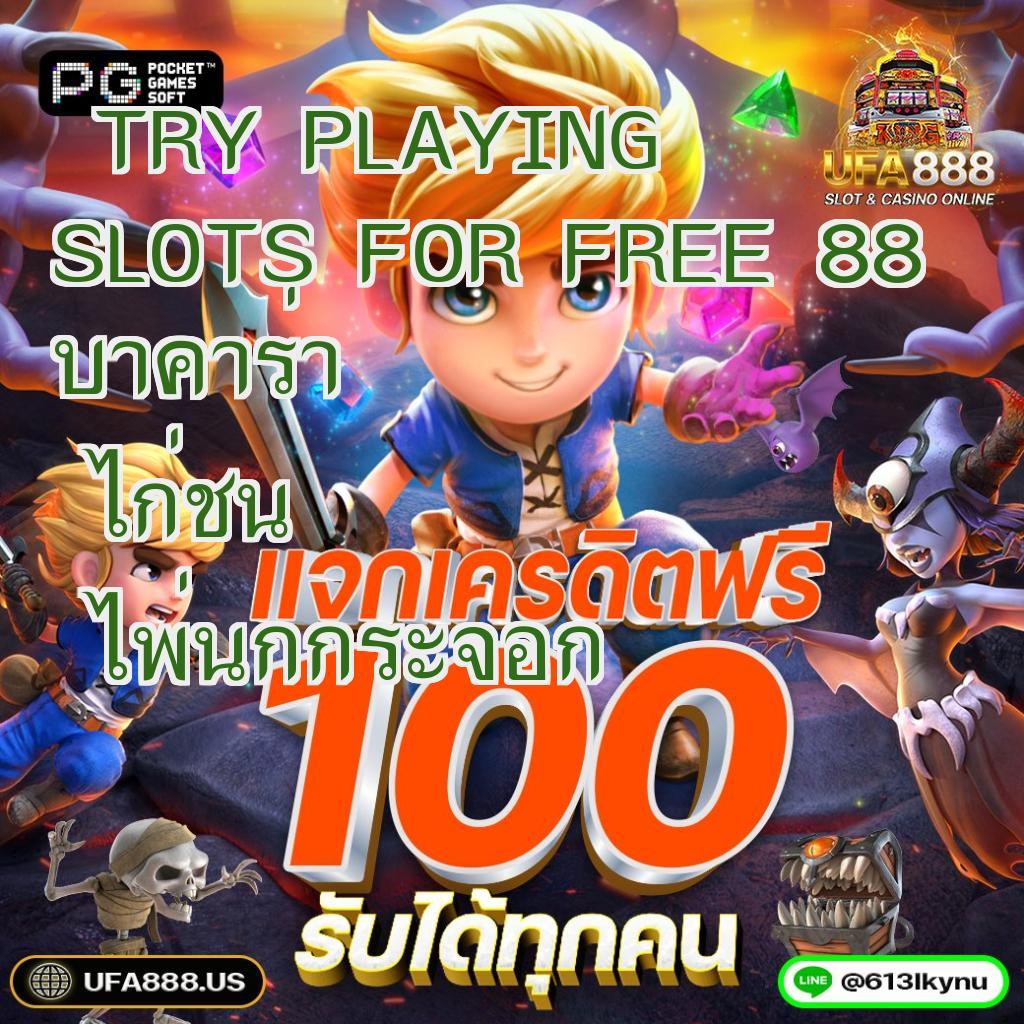 PG POCKET GAMES SOFT™
UFA888
SLOT & CASINO ONLINE
TRY PLAYING
SLOTS FOR FREE 88
บาคารา
ไก่ชน
ไพ่นกกระจอก
แจกเครดิตฟรี
100
รับได้ทุกคน
UFA888.US
LINE @613lkynu